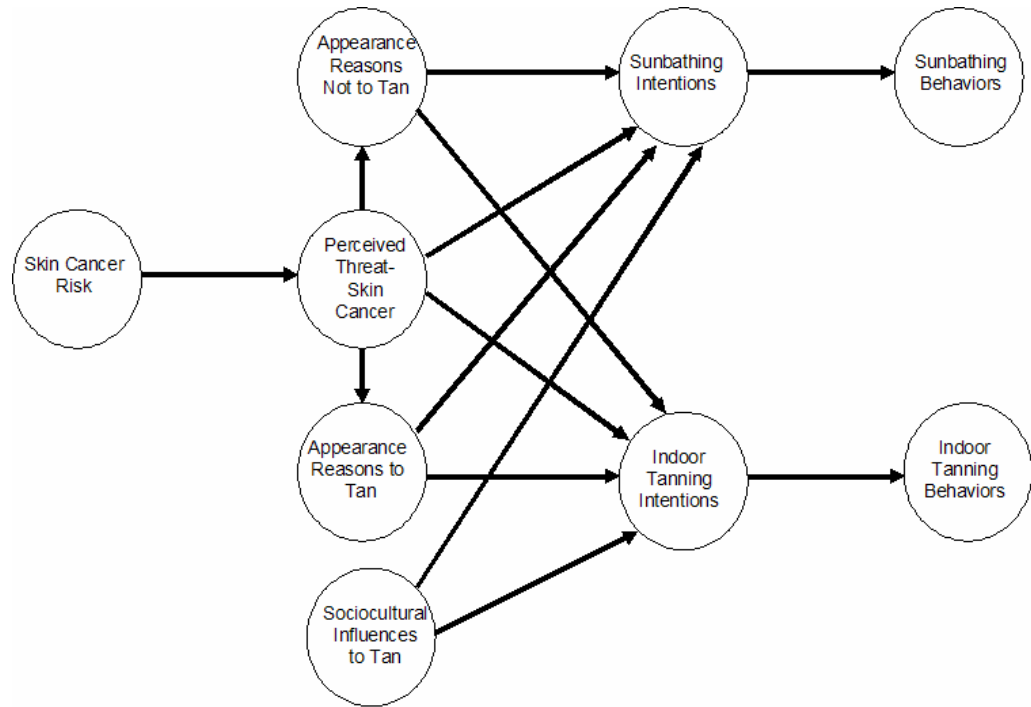 Appearance
Reasons
Not to Tan
Sunbathing
Intentions
Sunbathing
Behaviors
Skin Cancer
Risk
Perceived
Threat-
Skin
Cancer
Appearance
Reasons to
Tan
Indoor
Tanning
Intentions
Indoor
Tanning
Behaviors
Sociocultural
Influences
to Tan